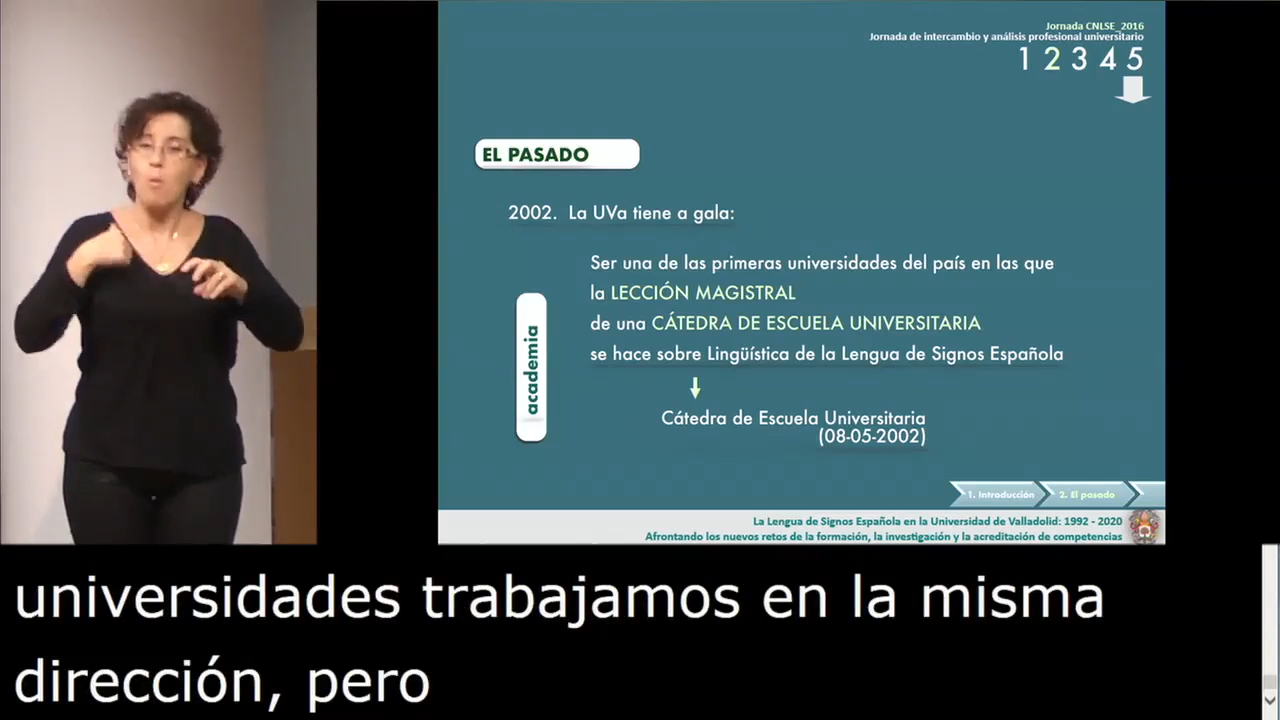 Jornada CNLSE_2016
Jornada de intercambio y análisis profesional universitario
1 2 3 4 5
EL PASADO
2002. La UVa tiene a gala:
Ser una de las primeras universidades del país en las que
la LECCIÓN MAGISTRAL
de una CÁTEDRA DE ESCUELA UNIVERSITARIA
se hace sobre Lingüística de la Lengua de Signos Española
academia
Cátedra de Escuela Universitaria
(08-05-2002)
1. Introducción
2. El pasado
La Lengua de Signos Española en la Universidad de Valladolid: 1992 - 2020
Afrontando los nuevos retos de la formación, la investigación y la acreditación de competencias
universidades trabajamos en la misma
dirección, pero